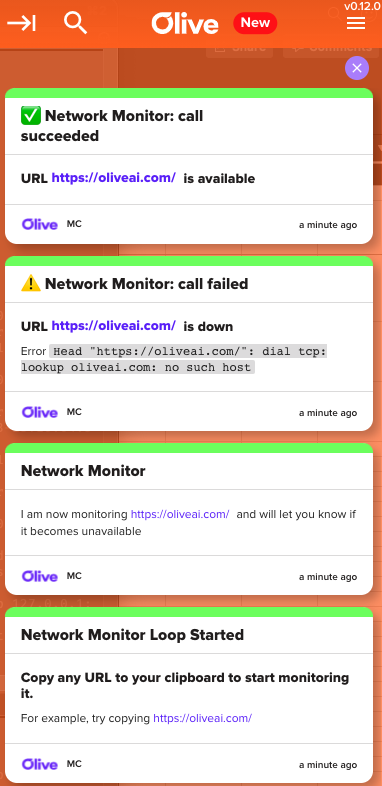 v0.12.0
Olive New
Share Comments
✅ Network Monitor: call
succeeded
URL https://oliveai.com/ is available
Olive MC a minute ago
⚠️ Network Monitor: call failed
URL https://oliveai.com/ is down
Error Head "https://oliveai.com/": dial tcp:
lookup oliveai.com: no such host
Olive MC a minute ago
Network Monitor
I am now monitoring https://oliveai.com/ and will let you know if
it becomes unavailable
Olive MC a minute ago
Network Monitor Loop Started
Copy any URL to your clipboard to start monitoring
it.
For example, try copying https://oliveai.com/
Olive MC a minute ago